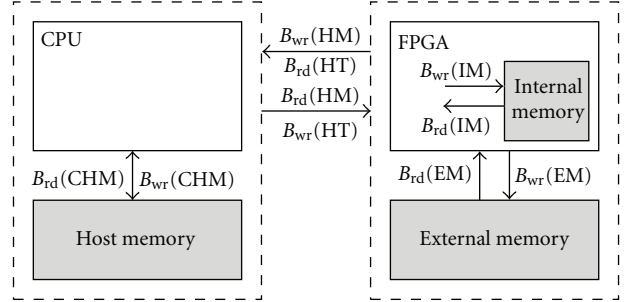 CPU
B_wr(HM)
B_rd(HT)
B_rd(HM)
B_wr(HT)
FPGA
B_wr(IM)
B_rd(IM)
Internal
memory
B_rd(CHM)
B_wr(CHM)
B_rd(EM)
B_wr(EM)
Host memory
External memory